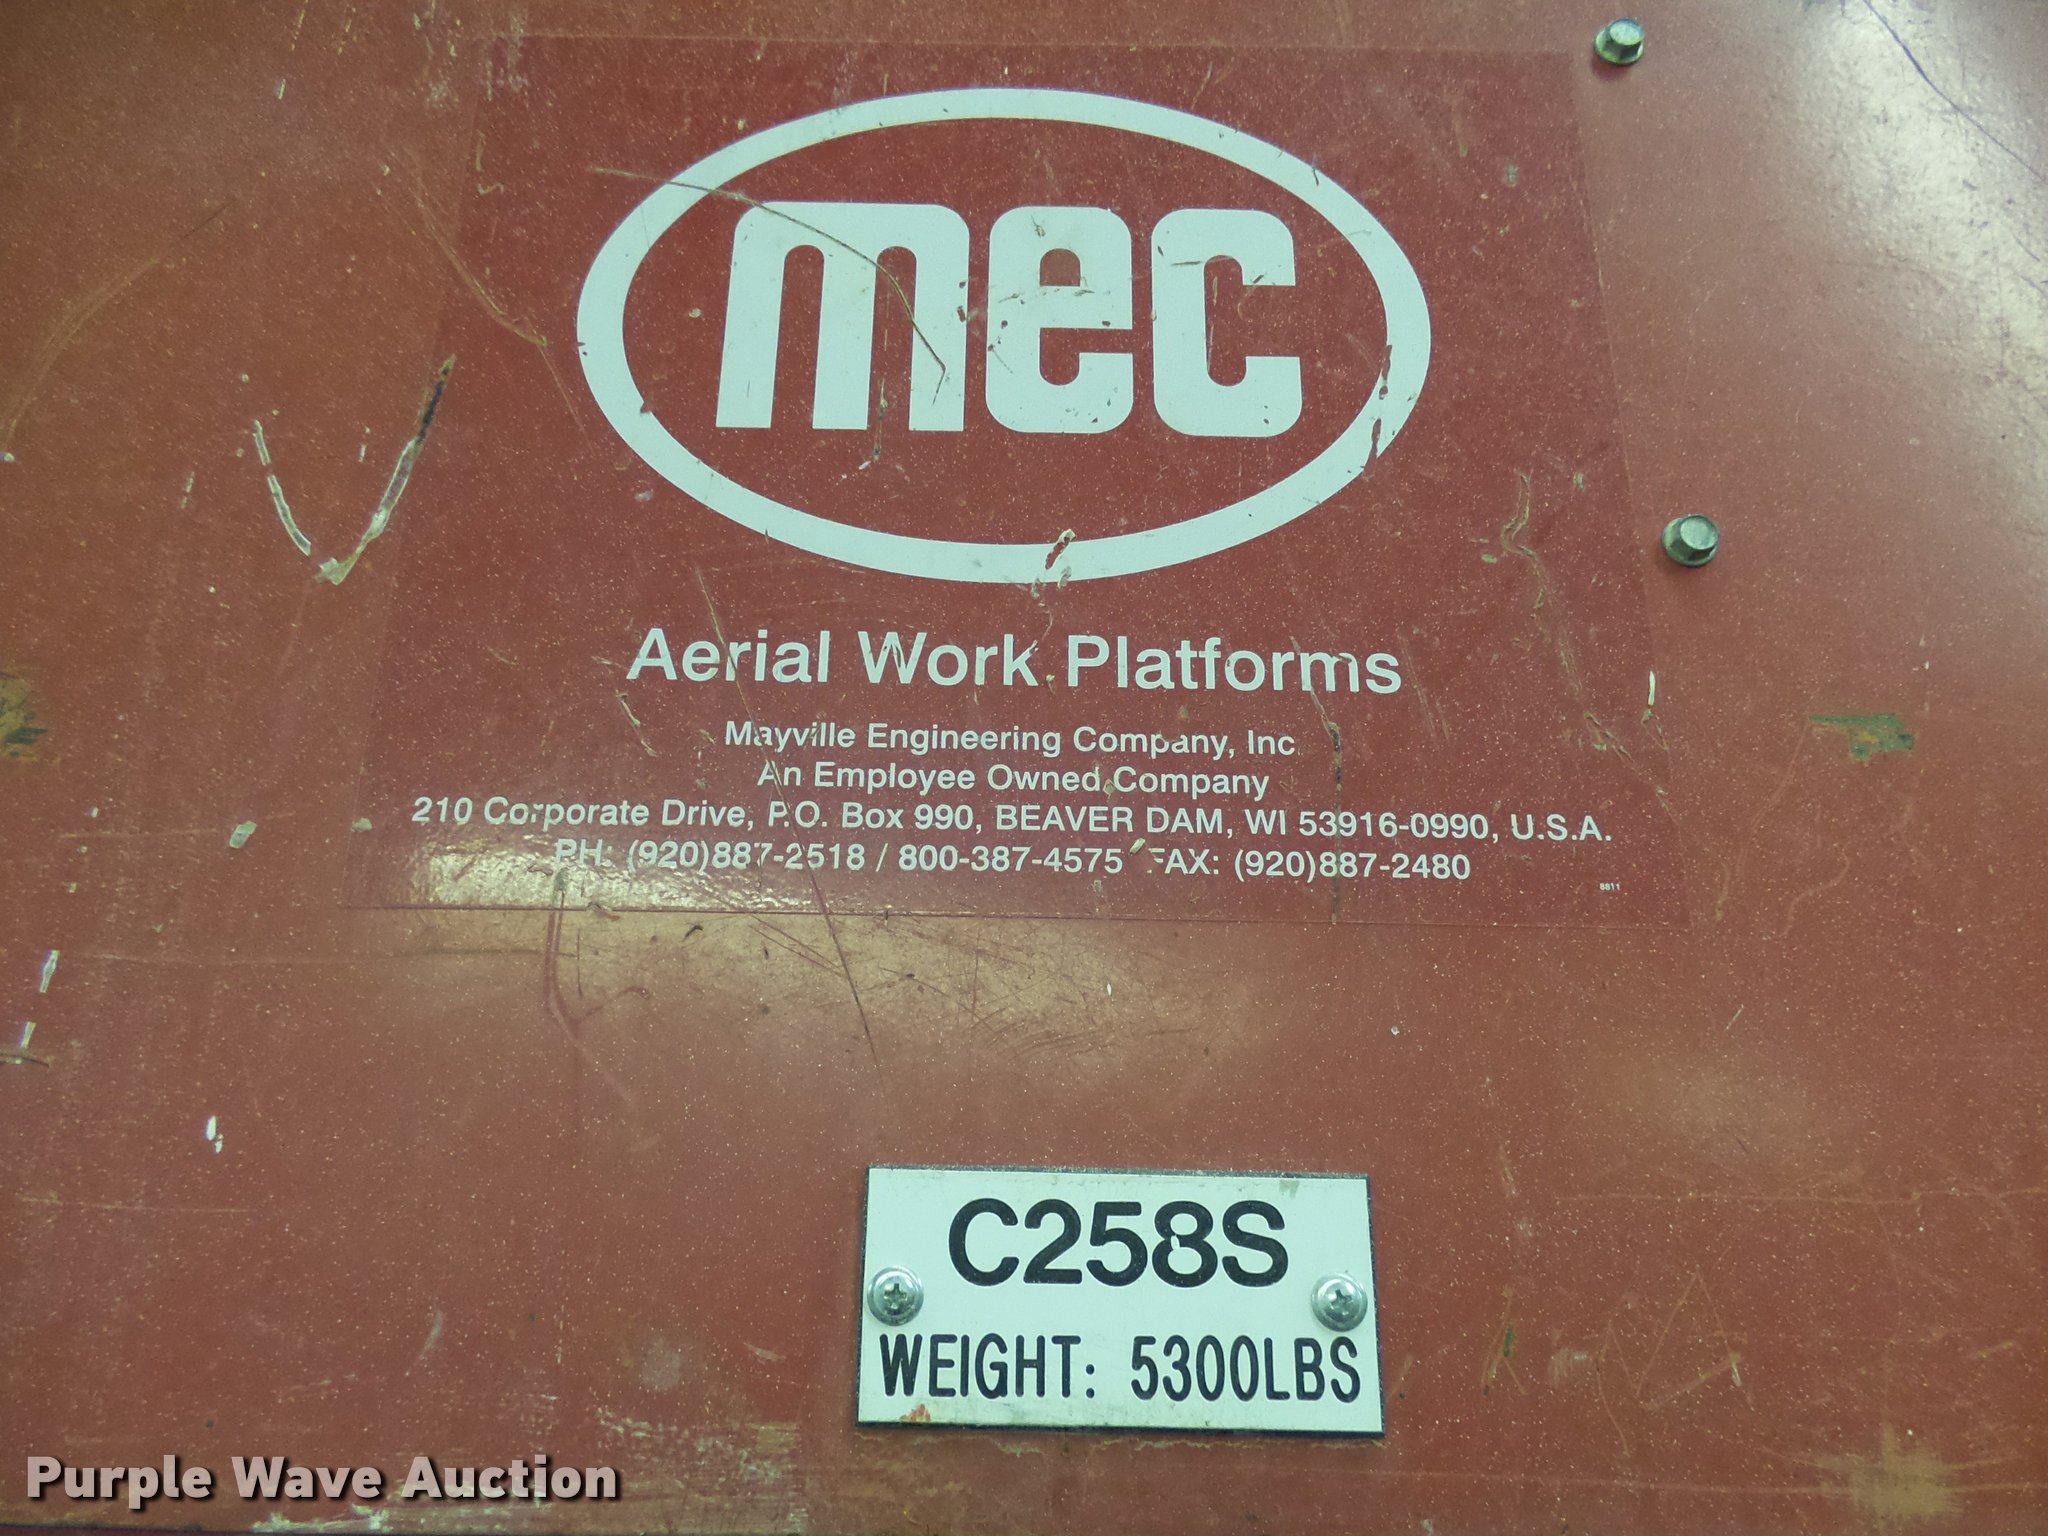 mec
Aerial Work Platforms
Mayville Engineering Company, Inc
An Employee Owned Company
210 Corporate Drive, P.O. Box 990, BEAVER DAM, WI 53916-0990, U.S.A.
PH: (920)887-2518 / 800-387-4575 FAX: (920)887-2480
8811
C258S
WEIGHT: 5300LBS
Purple Wave Auction